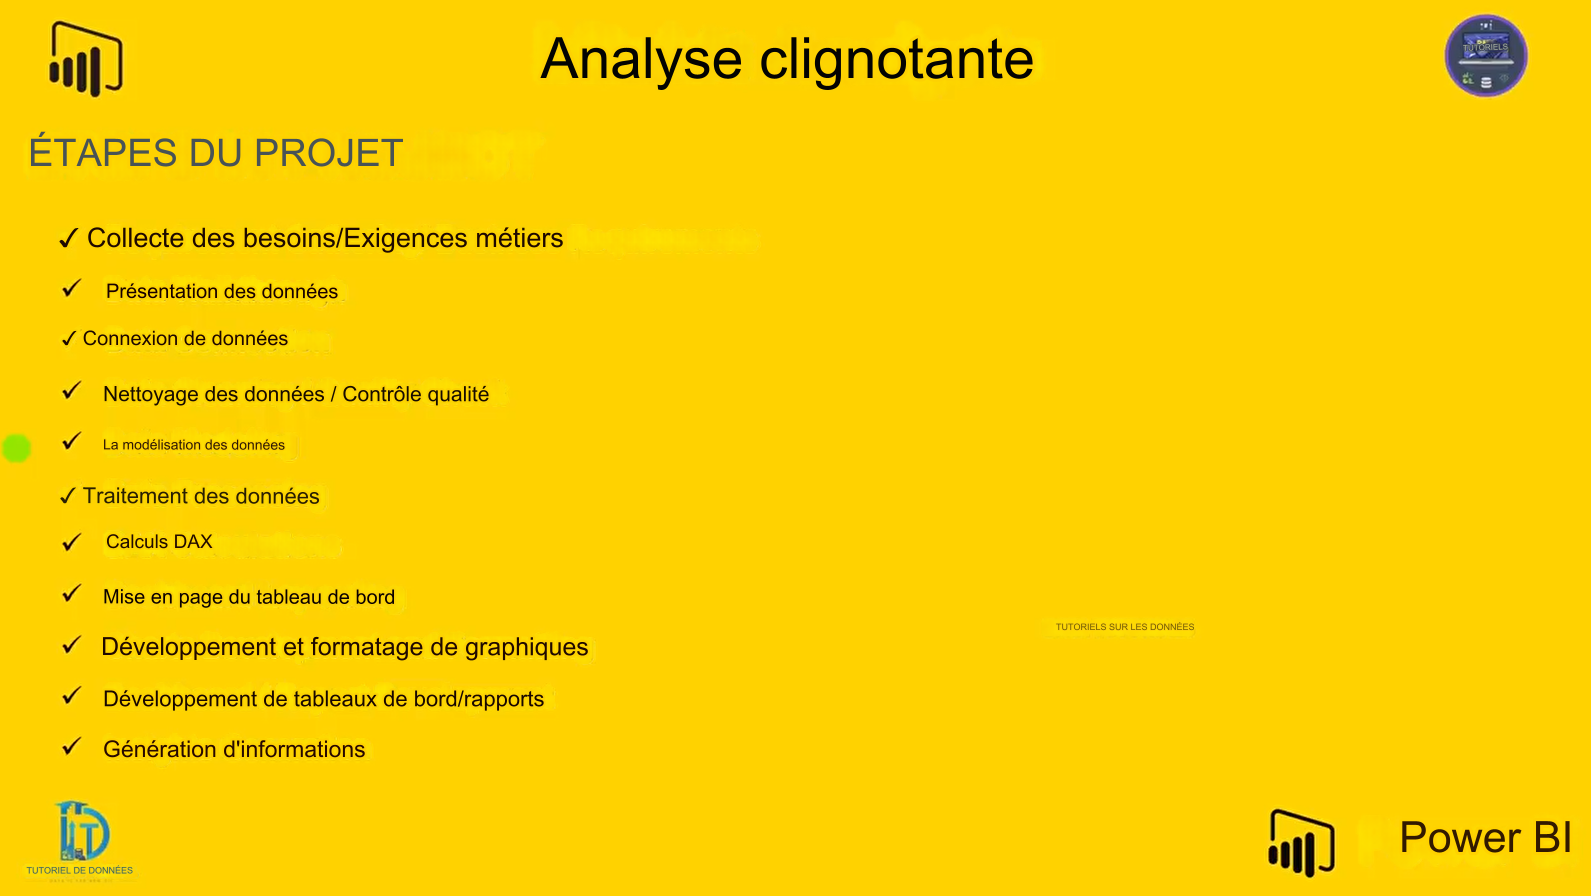 Analyse clignotante
TUTORIELS
ÉTAPES DU PROJET
✓ Collecte des besoins/Exigences métiers
✓ Présentation des données
✓ Connexion de données
✓ Nettoyage des données / Contrôle qualité
✓ La modélisation des données
✓ Traitement des données
✓ Calculs DAX
✓ Mise en page du tableau de bord
TUTORIELS SUR LES DONNÉES
✓ Développement et formatage de graphiques
✓ Développement de tableaux de bord/rapports
✓ Génération d'informations
TUTORIEL DE DONNÉES
Power BI